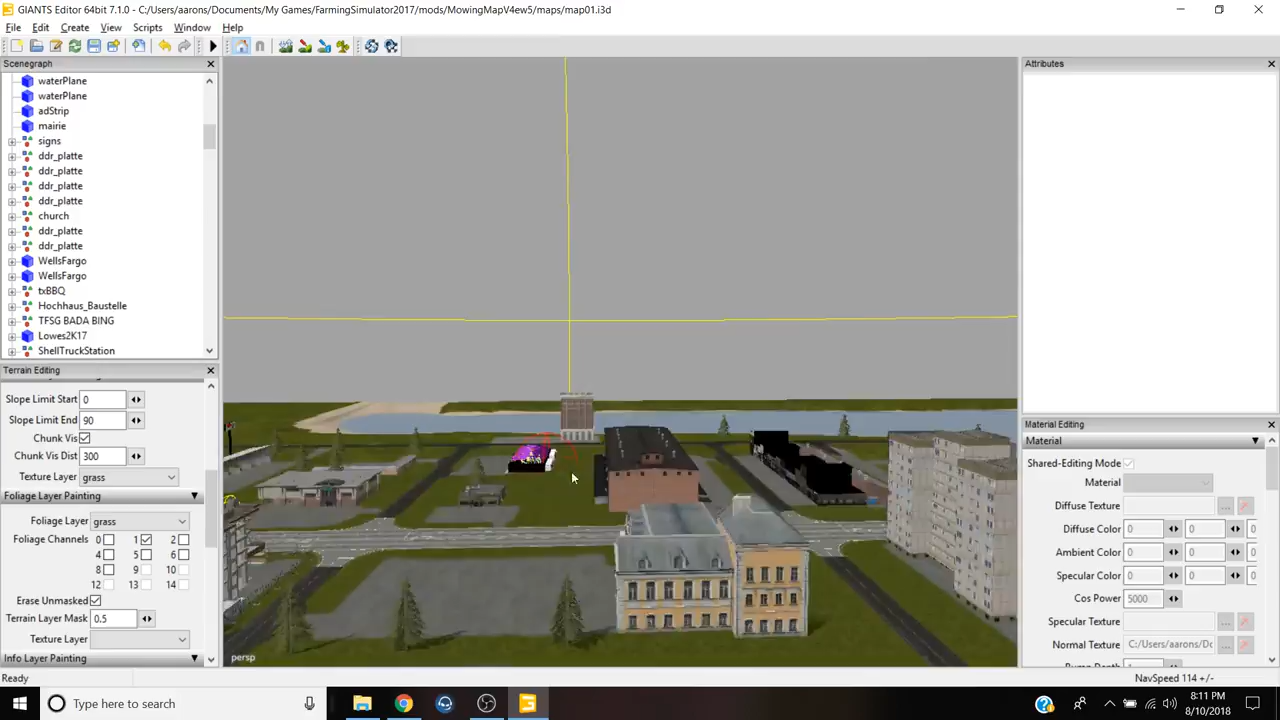 GIANTS Editor 64bit 7.1.0 - C:/Users/aarons/Documents/My Games/FarmingSimulator2017/mods/MowingMapV4ew5/maps/map01.i3d
File Edit Create View Scripts Window Help
Scenegraph
waterPlane
waterPlane
adStrip
mairie
signs
ddr_platte
ddr_platte
ddr_platte
ddr_platte
church
ddr_platte
ddr_platte
WellsFargo
WellsFargo
txBBQ
Hochhaus_Baustelle
TFSG BADA BING
Lowes2K17
ShellTruckStation
Terrain Editing
Slope Limit Start 0
Slope Limit End 90
Chunk Vis
Chunk Vis Dist 300
Texture Layer grass
Foliage Layer Painting
Foliage Layer grass
Foliage Channels 0 1 2
4 5 6
8 9 10
12 13 14
Erase Unmasked
Terrain Layer Mask 0.5
Texture Layer
Info Layer Painting
persp
Attributes
Material Editing
Material
Shared-Editing Mode
Material
Diffuse Texture ...
Diffuse Color 0 0 0
Ambient Color 0 0 0
Specular Color 0 0 0
Cos Power 5000
Specular Texture ...
Normal Texture C:/Users/aarons/Dc ...
Ready
NavSpeed 114 +/-
Type here to search
8:11 PM
8/10/2018